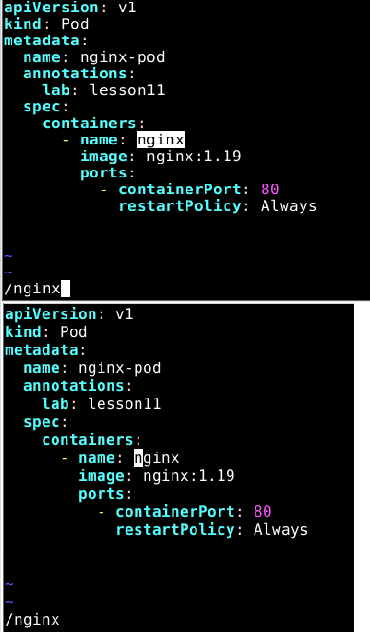 apiVersion: v1
kind: Pod
metadata:
  name: nginx-pod
  annotations:
    lab: lesson11
  spec:
    containers:
      - name: nginx
        image: nginx:1.19
        ports:
          - containerPort: 80
            restartPolicy: Always
~
~
/nginx
apiVersion: v1
kind: Pod
metadata:
  name: nginx-pod
  annotations:
    lab: lesson11
  spec:
    containers:
      - name: nginx
        image: nginx:1.19
        ports:
          - containerPort: 80
            restartPolicy: Always
~
~
/nginx